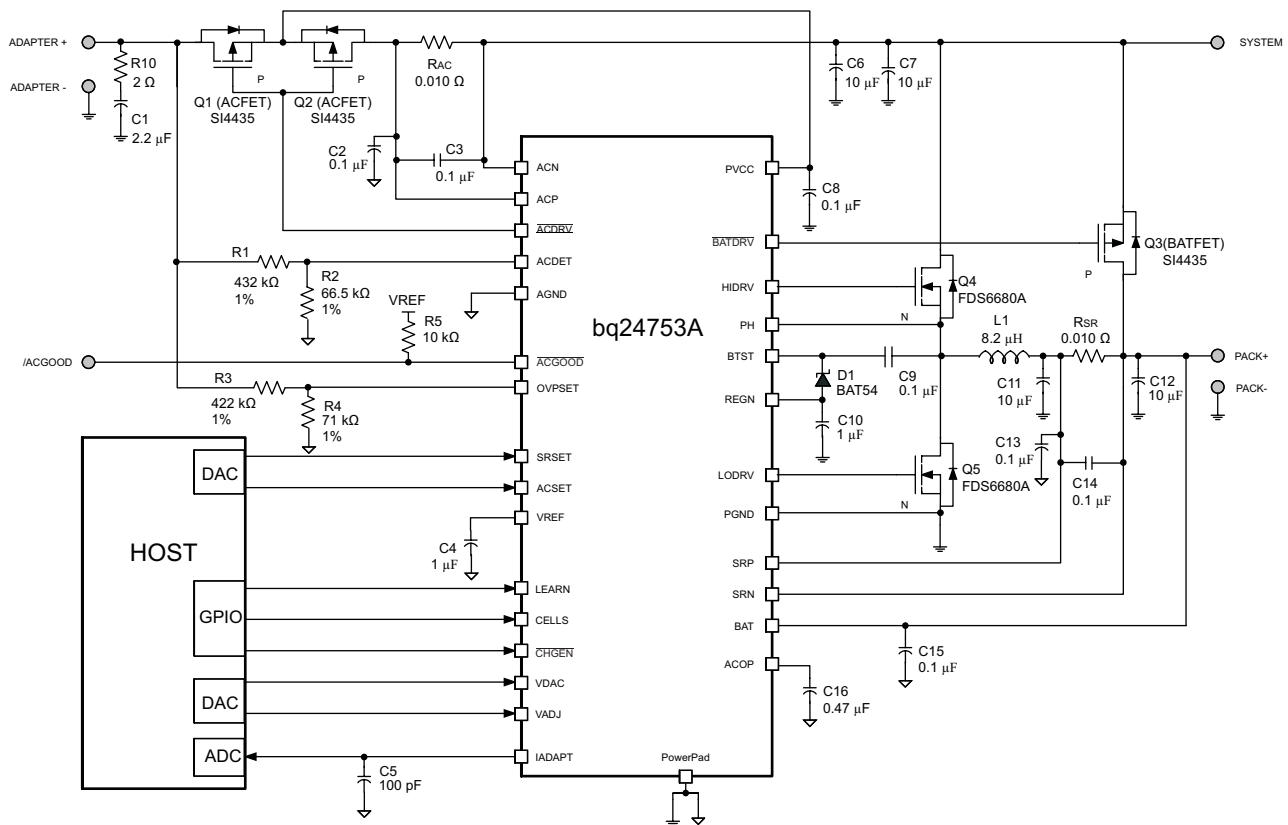 ADAPTER +
ADAPTER -
R10
2 Ω
C1
2.2 µF
P
Q1 (ACFET)
SI4435
P
Q2 (ACFET)
SI4435
RAC
0.010 Ω
C6
10 µF
C7
10 µF
SYSTEM
C2
0.1 µF
C3
0.1 µF
R1
432 kΩ
1%
R2
66.5 kΩ
1%
VREF
R5
10 kΩ
/ACGOOD
R3
422 kΩ
1%
R4
71 kΩ
1%
HOST
DAC
GPIO
DAC
ADC
C4
1 µF
C5
100 pF
bq24753A
ACN
ACP
ACDRV
ACDET
AGND
ACGOOD
OVPSET
SRSET
ACSET
VREF
LEARN
CELLS
CHGEN
VDAC
VADJ
IADAPT
PowerPad
PVCC
BATDRV
HIDRV
PH
BTST
REGN
LODRV
PGND
SRP
SRN
BAT
ACOP
C8
0.1 µF
Q3(BATFET)
SI4435
P
Q4
FDS6680A
N
L1
8.2 µH
RSR
0.010 Ω
D1
BAT54
C9
0.1 µF
C10
1 µF
C11
10 µF
C12
10 µF
PACK+
PACK-
C13
0.1 µF
C14
0.1 µF
Q5
FDS6680A
N
C15
0.1 µF
C16
0.47 µF